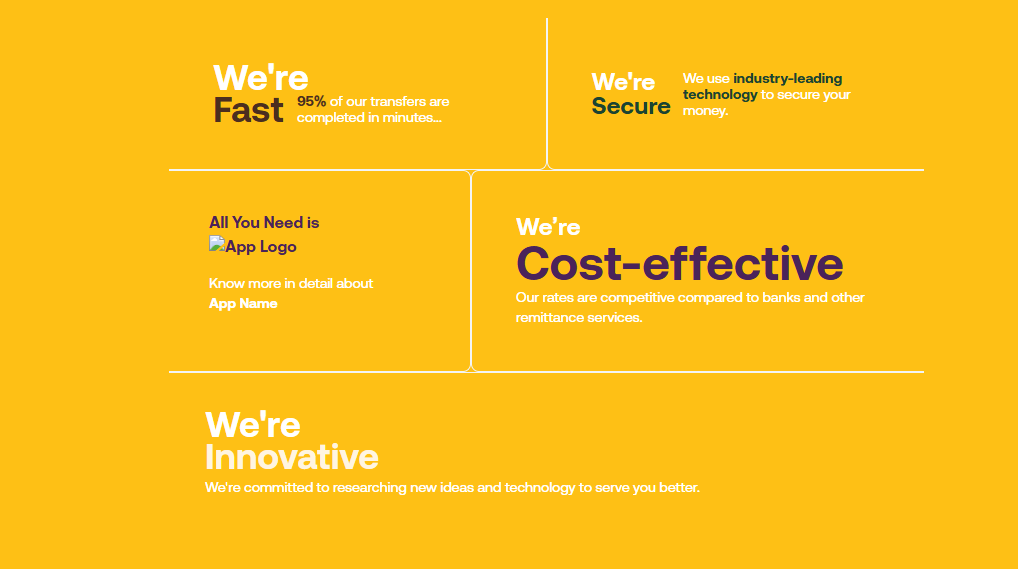 We're
Fast
95% of our transfers are
completed in minutes...
We're
Secure
We use industry-leading
technology to secure your
money.
All You Need is
App Logo
Know more in detail about
App Name
We're
Cost-effective
Our rates are competitive compared to banks and other
remittance services.
We're
Innovative
We're committed to researching new ideas and technology to serve you better.